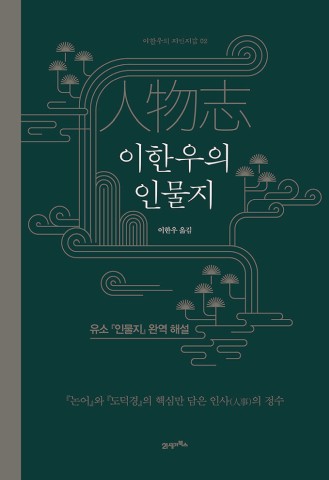 이한우의 지인지감 02
人物志
이한우의
인물지
이한우 옮김
유소 『인물지』 완역 해설
『논어』와 『도덕경』의 핵심만 담은 인사(人事)의 정수